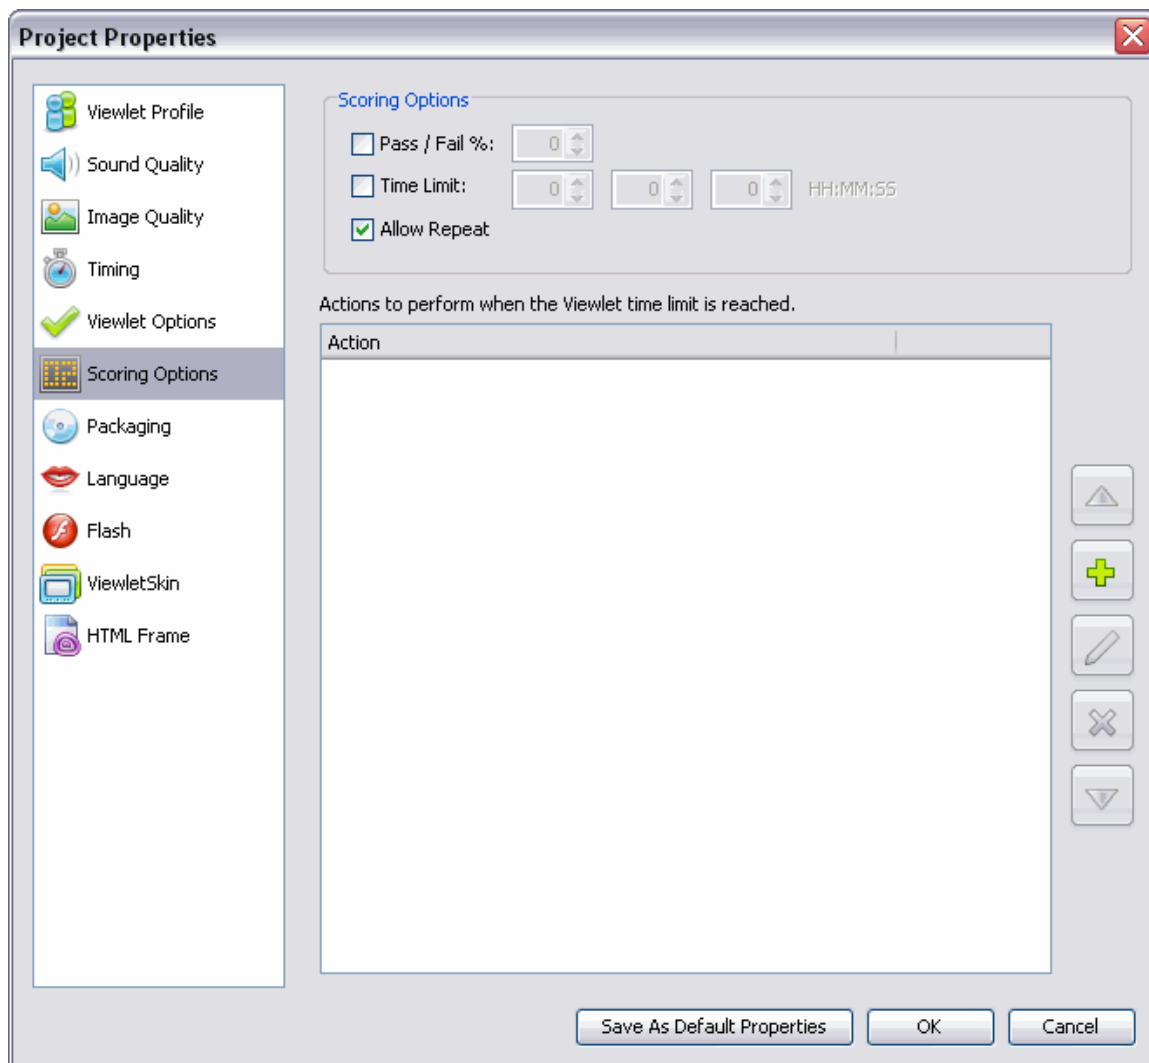 Project Properties
Viewlet Profile
Sound Quality
Image Quality
Timing
Viewlet Options
Scoring Options
Packaging
Language
Flash
ViewletSkin
HTML Frame
Scoring Options
Pass / Fail %: 0
Time Limit: 0 0 0 HH:MM:SS
Allow Repeat
Actions to perform when the Viewlet time limit is reached.
Action
Save As Default Properties OK Cancel